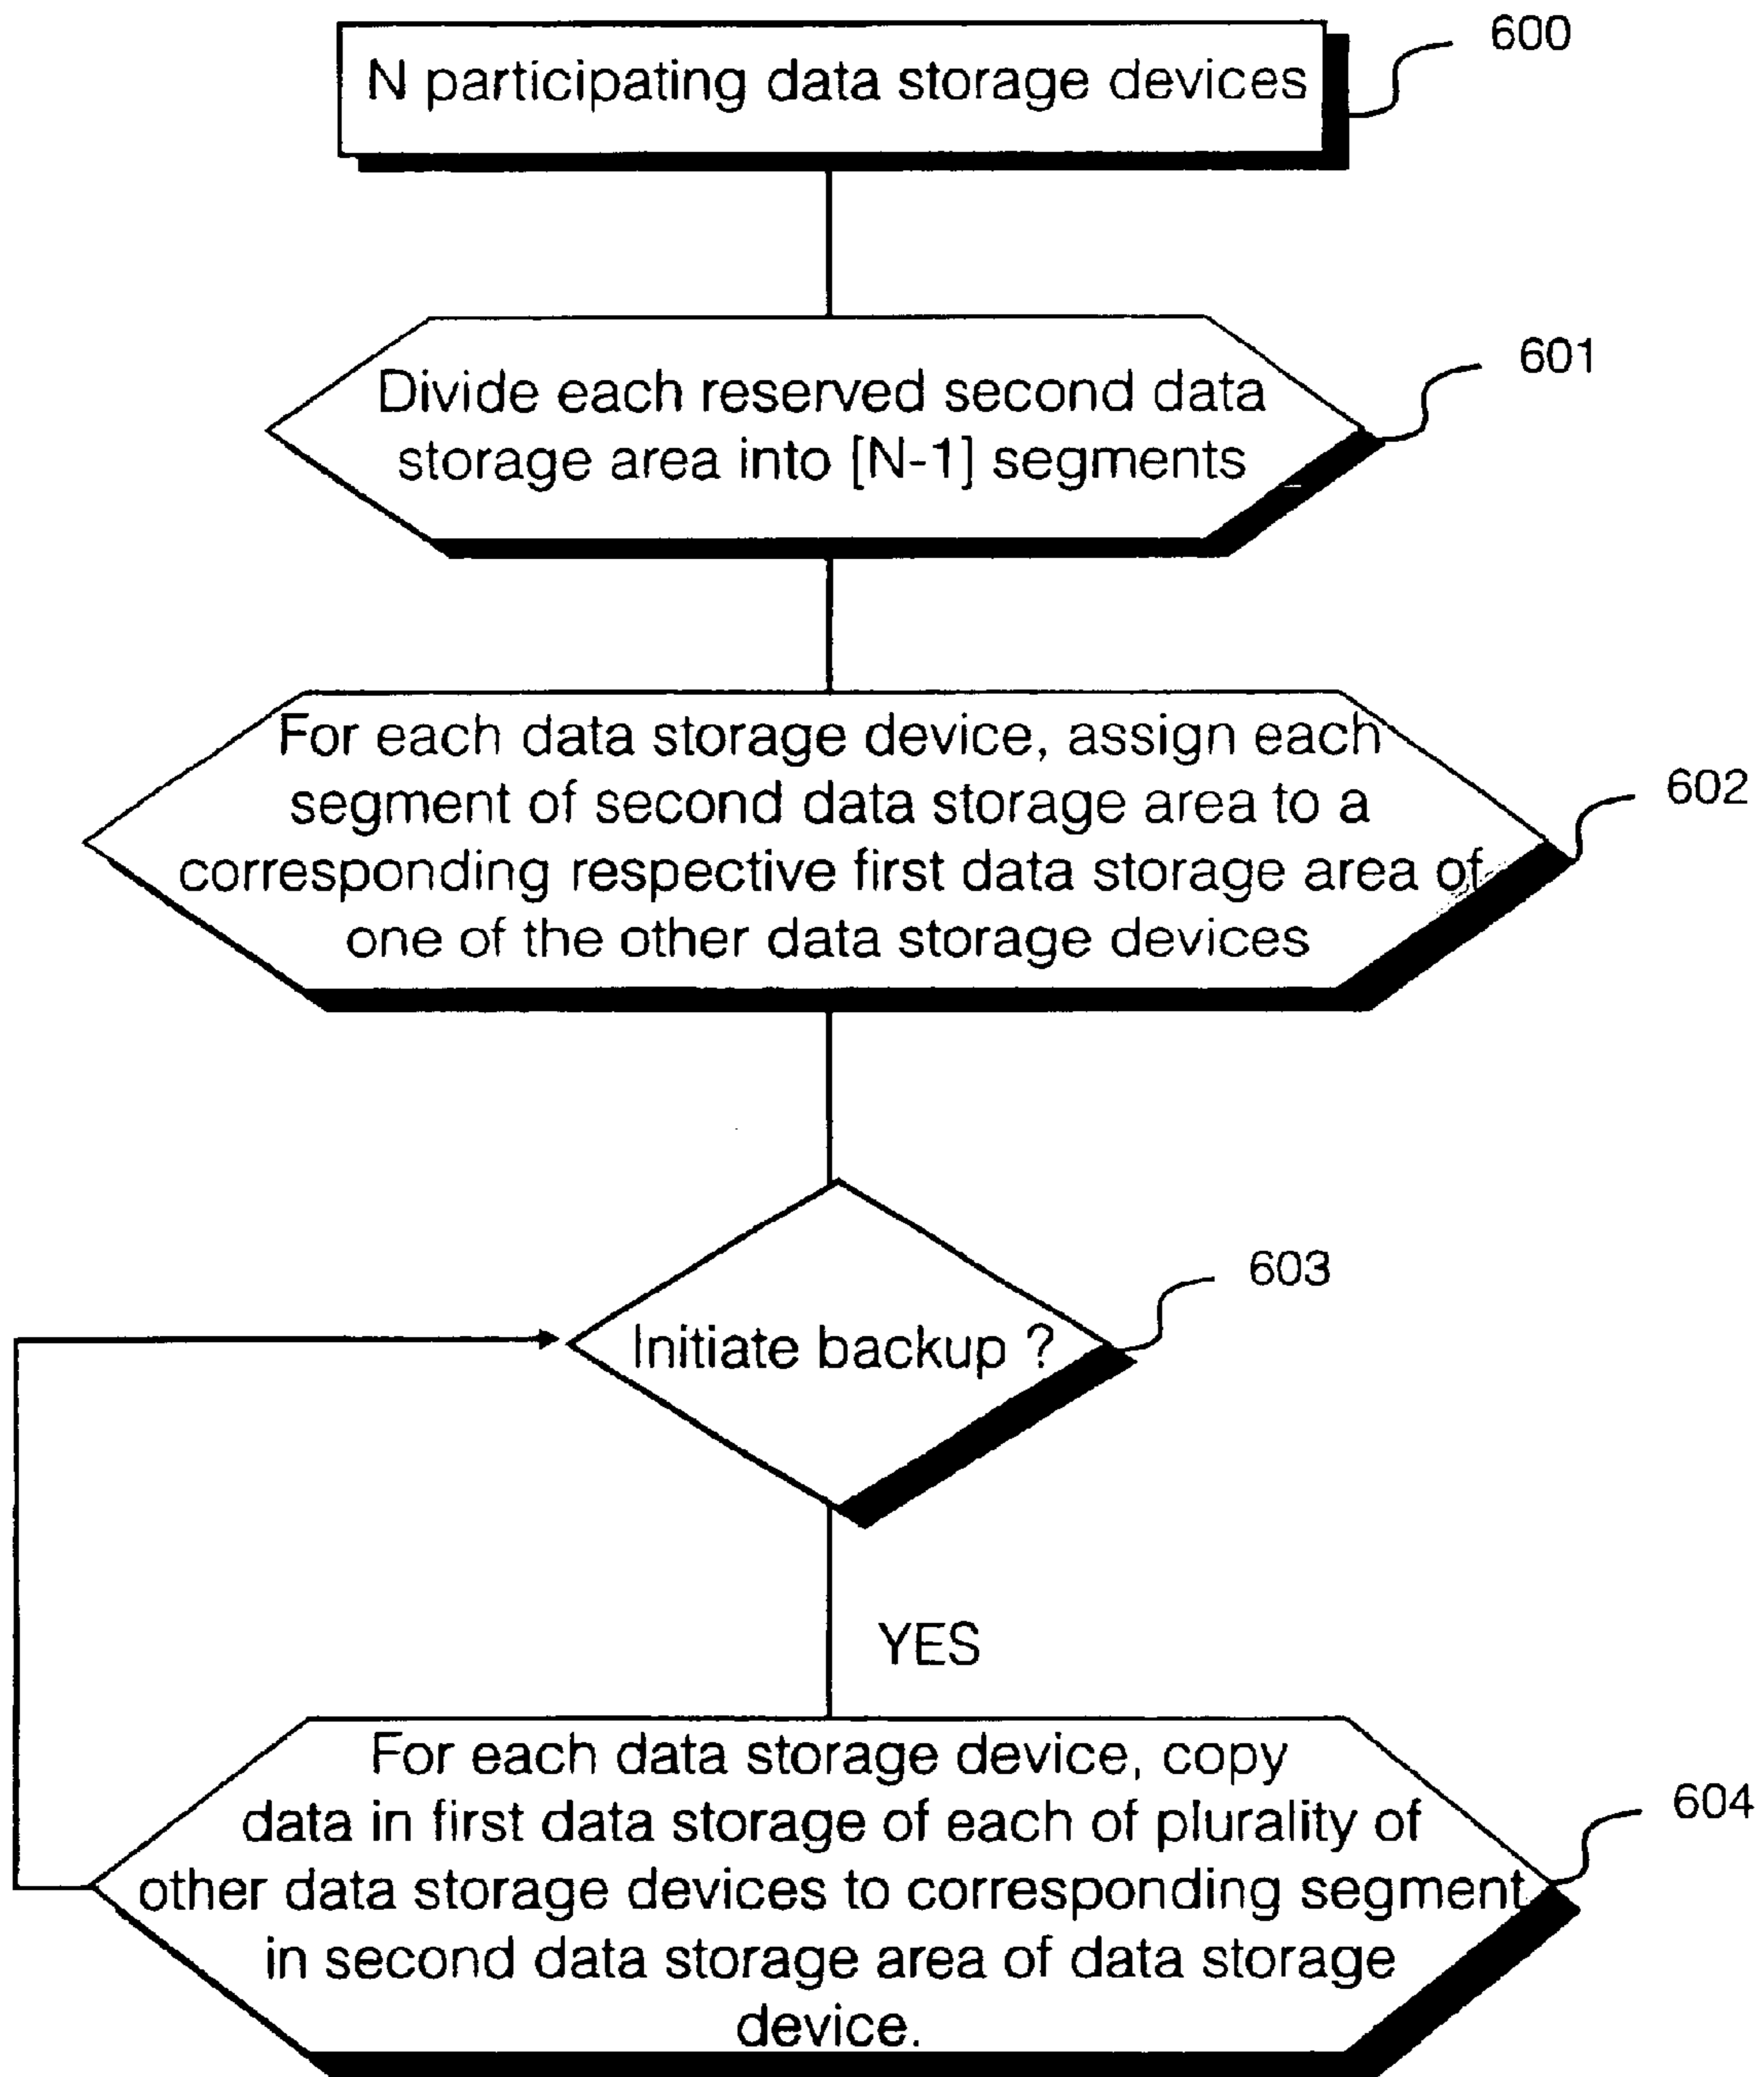 N participating data storage devices
600
Divide each reserved second data
storage area into [N-1] segments
601
For each data storage device, assign each
segment of second data storage area to a
corresponding respective first data storage area of
one of the other data storage devices
602
Initiate backup ?
603
YES
For each data storage device, copy
data in first data storage of each of plurality of
other data storage devices to corresponding segment
in second data storage area of data storage
device.
604